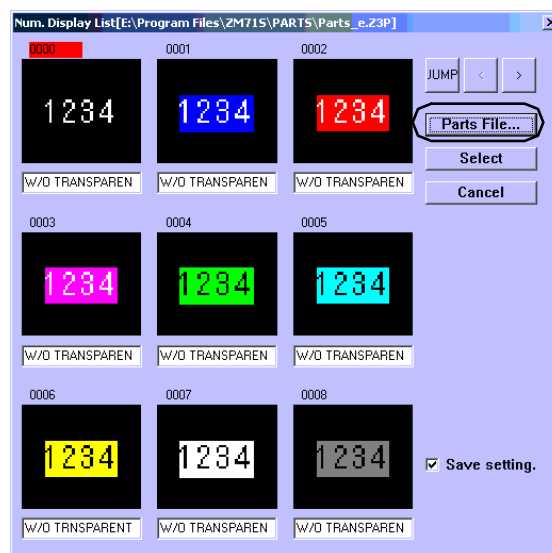 Num. Display List[E:\Program Files\ZM71S\PARTS\Parts_e.Z3P]
0000 0001 0002
JUMP < >
1234 1234 1234
Parts File...
Select
W/O TRANSPAREN W/O TRANSPAREN W/O TRANSPAREN
Cancel
0003 0004 0005
1234 1234 1234
W/O TRANSPAREN W/O TRANSPAREN W/O TRANSPAREN
0006 0007 0008
1234 1234 1234
Save setting.
W/O TRNSPARENT W/O TRANSPAREN W/O TRANSPAREN